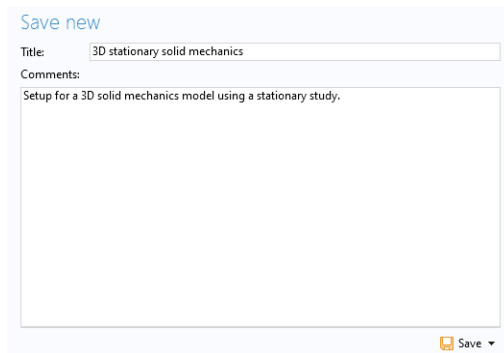 Save new
Title: 3D stationary solid mechanics
Comments:
Setup for a 3D solid mechanics model using a stationary study.
Save